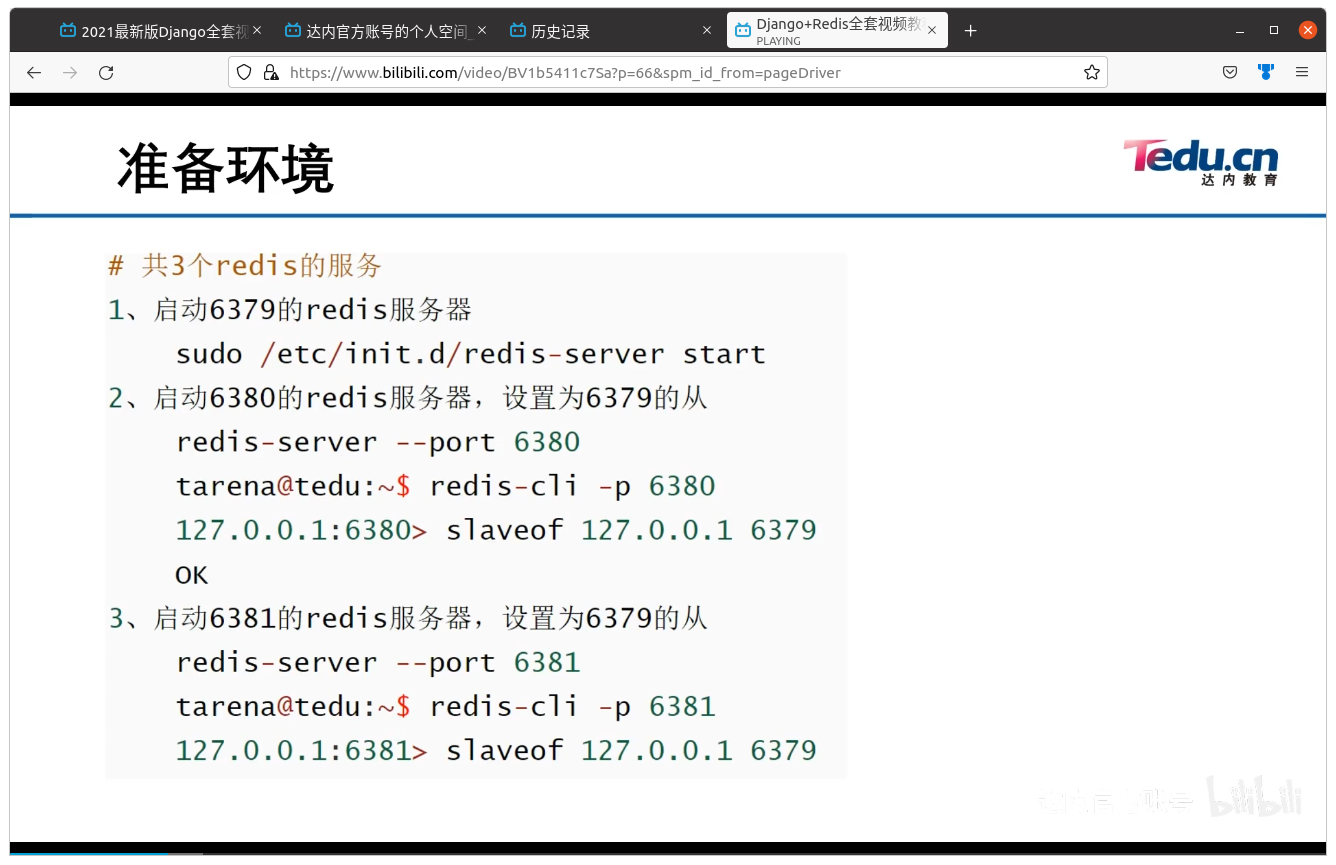 2021最新版Django全套视
达内官方账号的个人空间_
历史记录
Django+Redis全套视频教
PLAYING
https://www.bilibili.com/video/BV1b5411c7Sa?p=66&spm_id_from=pageDriver
准备环境
Tedu.cn
达内教育
# 共3个redis的服务
1、启动6379的redis服务器
sudo /etc/init.d/redis-server start
2、启动6380的redis服务器，设置为6379的从
redis-server --port 6380
tarena@tedu:~$ redis-cli -p 6380
127.0.0.1:6380> slaveof 127.0.0.1 6379
OK
3、启动6381的redis服务器，设置为6379的从
redis-server --port 6381
tarena@tedu:~$ redis-cli -p 6381
127.0.0.1:6381> slaveof 127.0.0.1 6379
bilibili